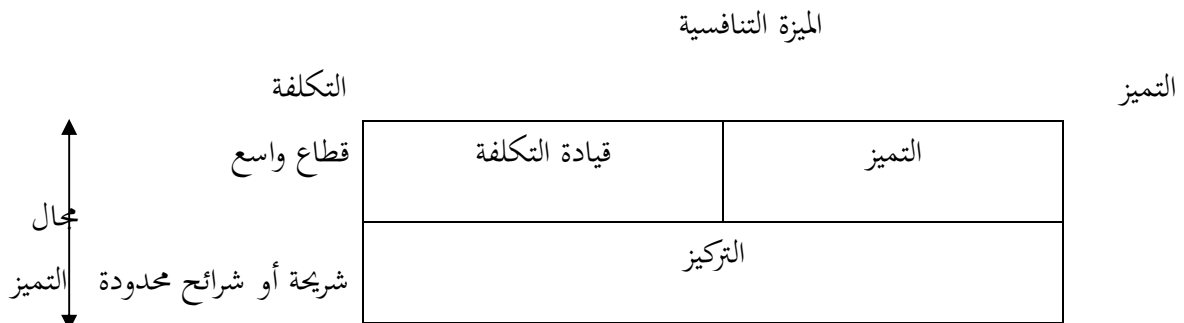 الميزة التنافسية
التميز التكلفة
التميز قيادة التكلفة قطاع واسع
مجال
التركيز
شريحة أو شرائح محدودة التميز